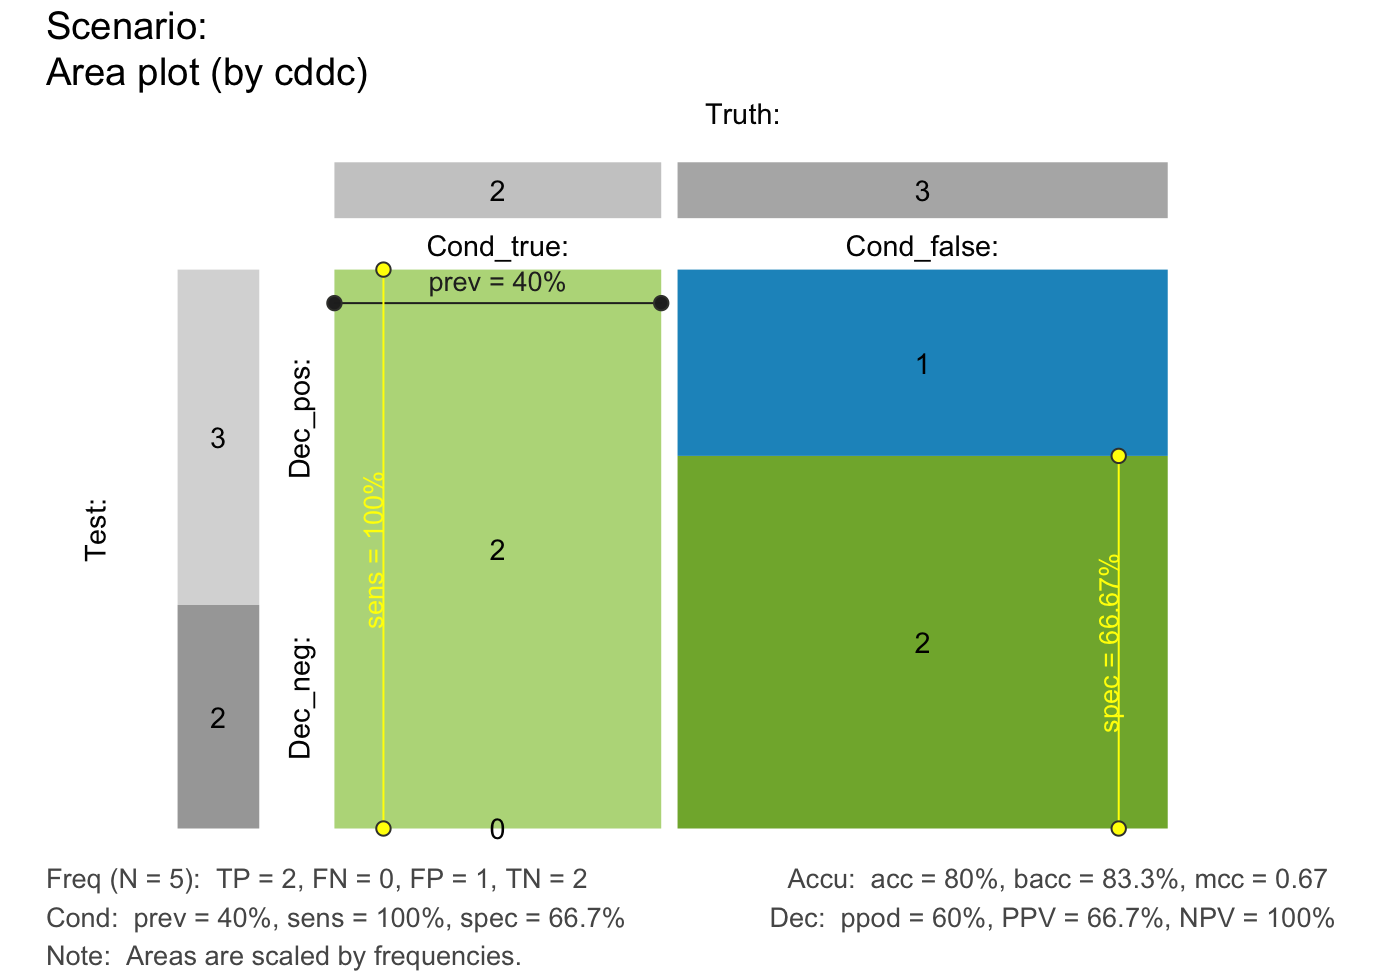 Scenario:
Area plot (by cddc)
Truth:
2
3
Cond_true:
Cond_false:
prev = 40%
Test:
3
2
Dec_pos:
Dec_neg:
sens = 100%
2
0
1
2
spec = 66.67%
Freq (N = 5):  TP = 2, FN = 0, FP = 1, TN = 2
Accu:  acc = 80%, bacc = 83.3%, mcc = 0.67
Cond:  prev = 40%, sens = 100%, spec = 66.7%
Dec:  ppod = 60%, PPV = 66.7%, NPV = 100%
Note:  Areas are scaled by frequencies.